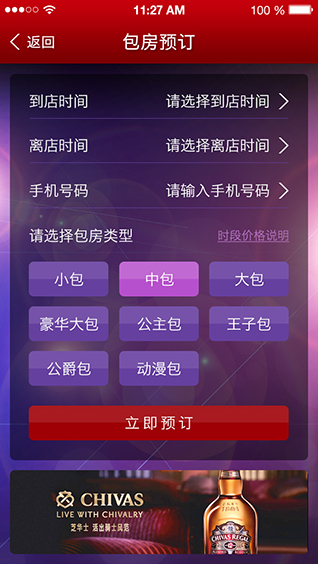 11:27 AM
100 %
返回
包房预订
到店时间 请选择到店时间
离店时间 请选择离店时间
手机号码 请输入手机号码
请选择包房类型 时段价格说明
小包 中包 大包
豪华大包 公主包 王子包
公爵包 动漫包
立即预订
CHIVAS
LIVE WITH CHIVALRY
芝华士 活出骑士风范
CHIVAS REGAL